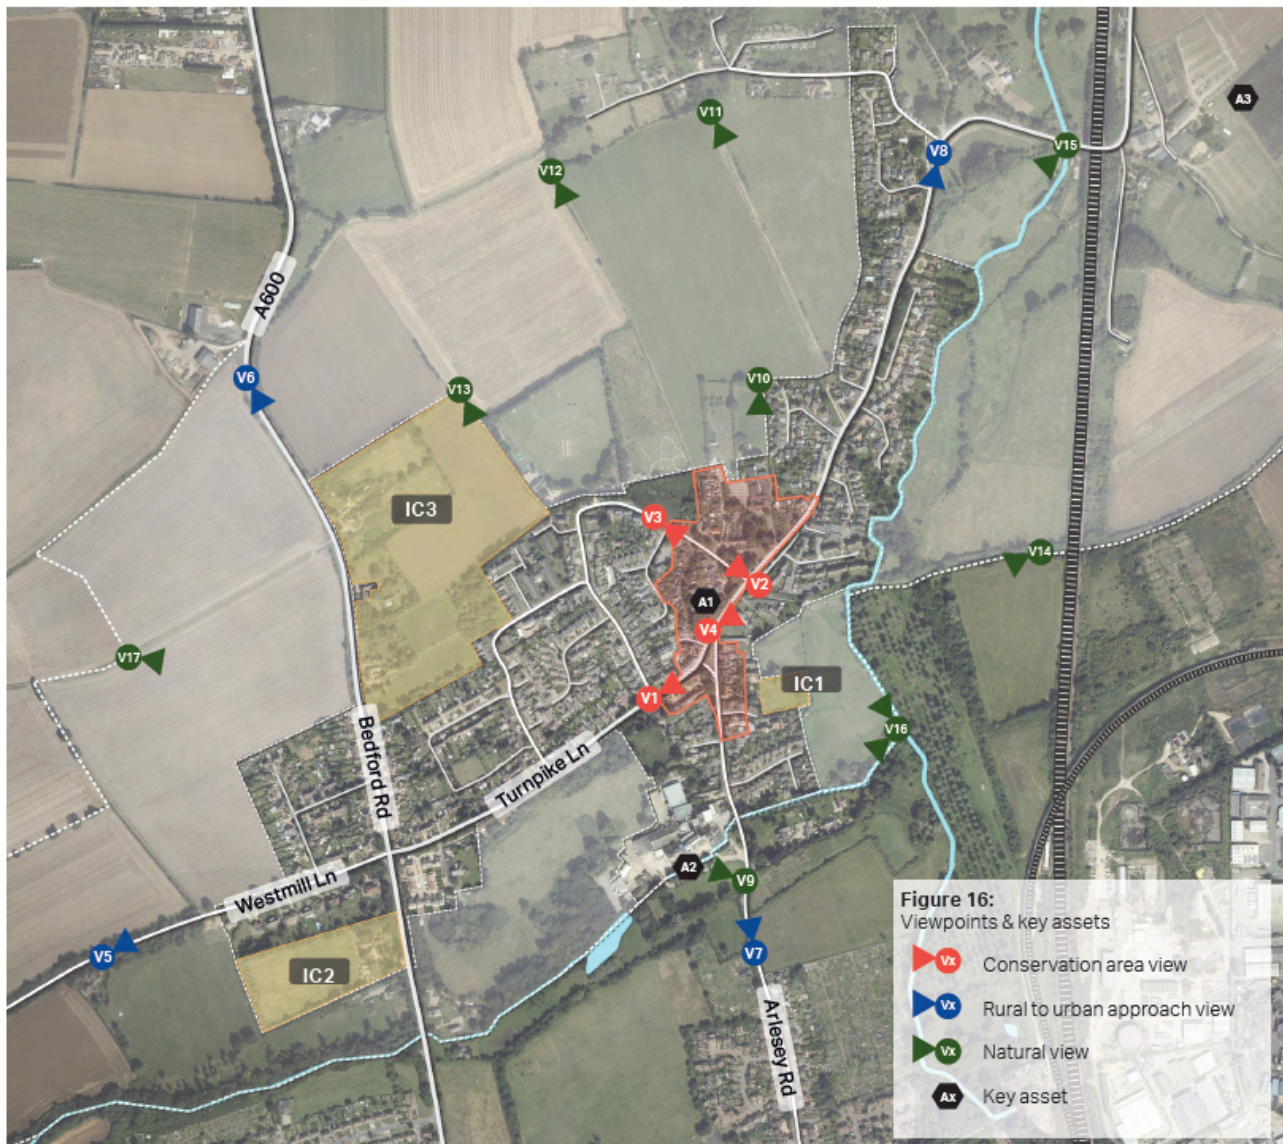 A3
V11
V15
V8
V12
A600
V6
V13
V10
IC3
V3
V14
V2
A1
V4
V17
IC1
V1
V16
Bedford Rd
Turnpike Ln
A2
V9
Westmill Ln
V5
IC2
V7
Arlesey Rd
Figure 16:
Viewpoints & key assets
Vx Conservation area view
Vx Rural to urban approach view
Vx Natural view
Ax Key asset